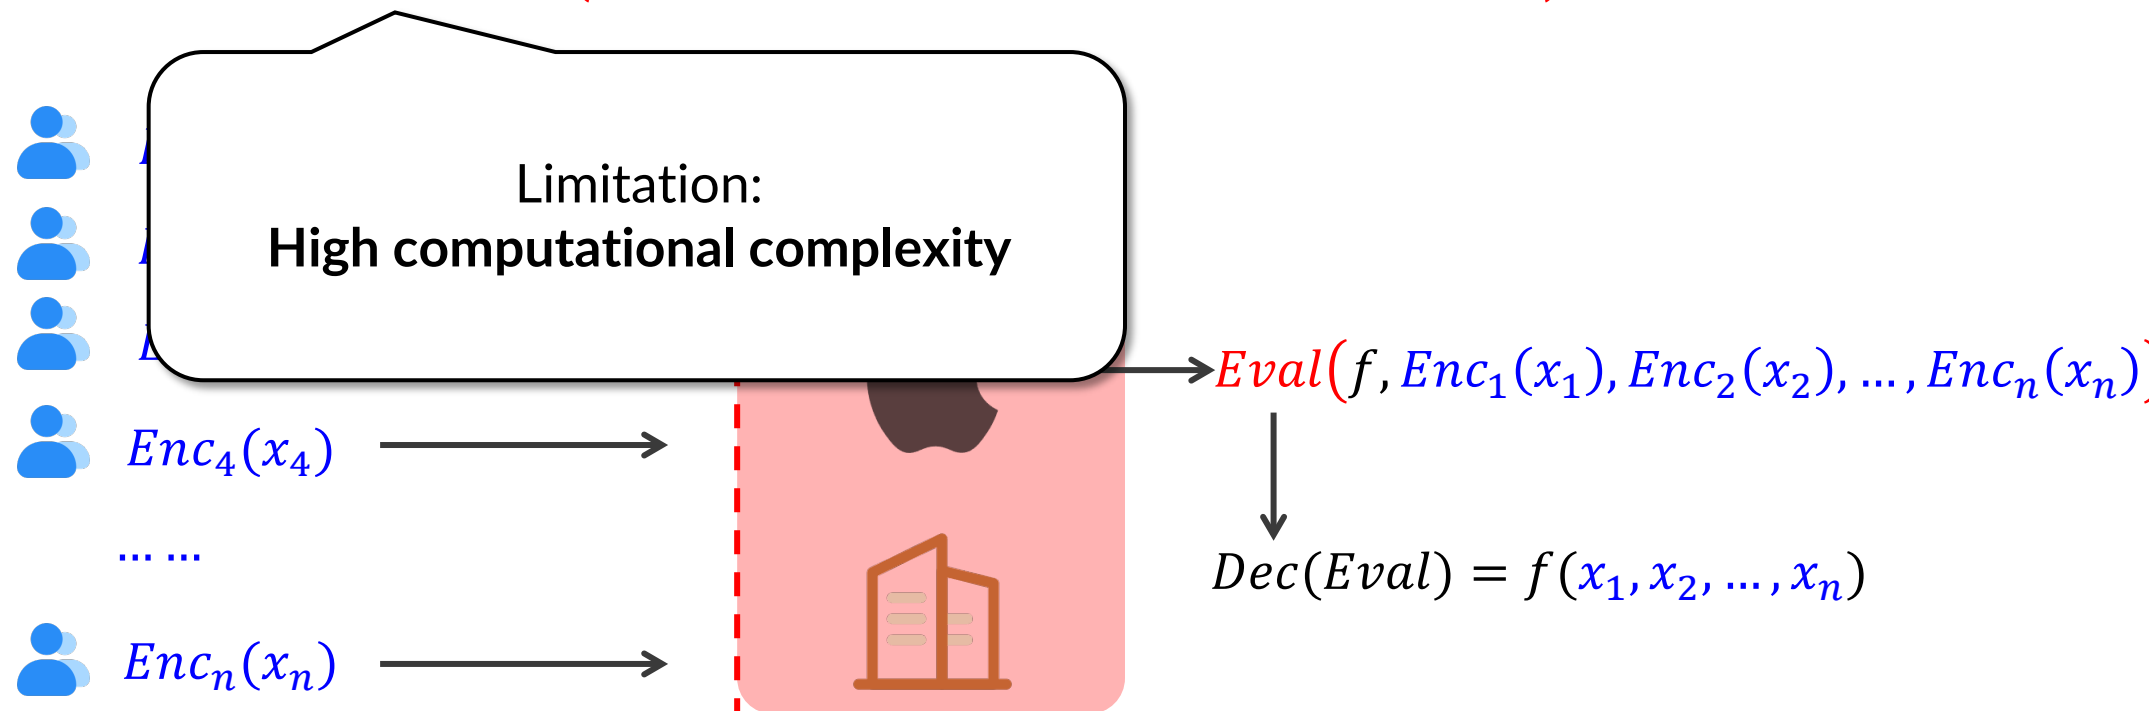 Limitation:
High computational complexity
Eval(f, Enc₁(x₁), Enc₂(x₂), … , Encₙ(xₙ))
Enc₄(x₄)
… …
Dec(Eval) = f(x₁, x₂, … , xₙ)
Encₙ(xₙ)